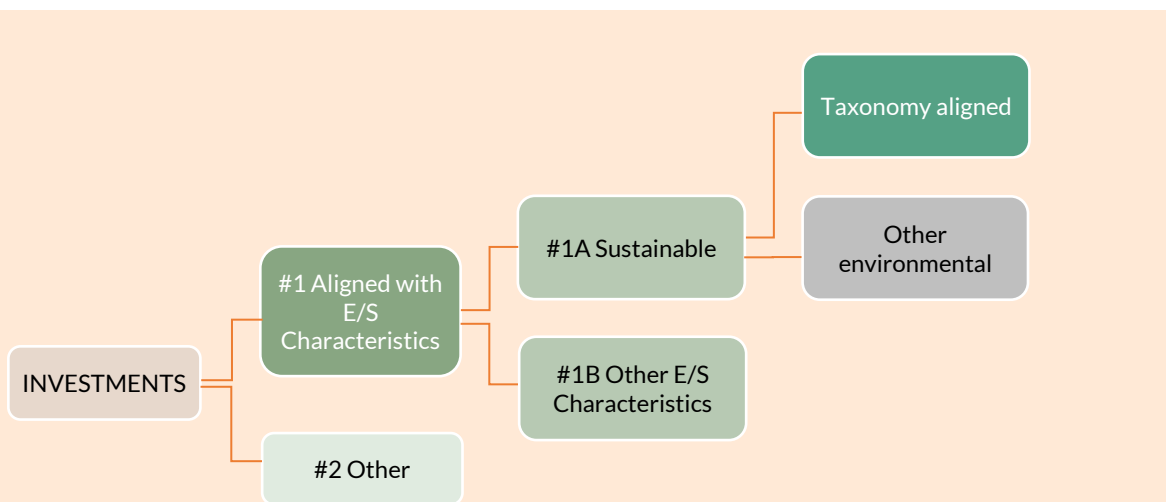 Taxonomy aligned
Other
environmental
#1A Sustainable
#1 Aligned with
E/S
Characteristics
#1B Other E/S
Characteristics
INVESTMENTS
#2 Other